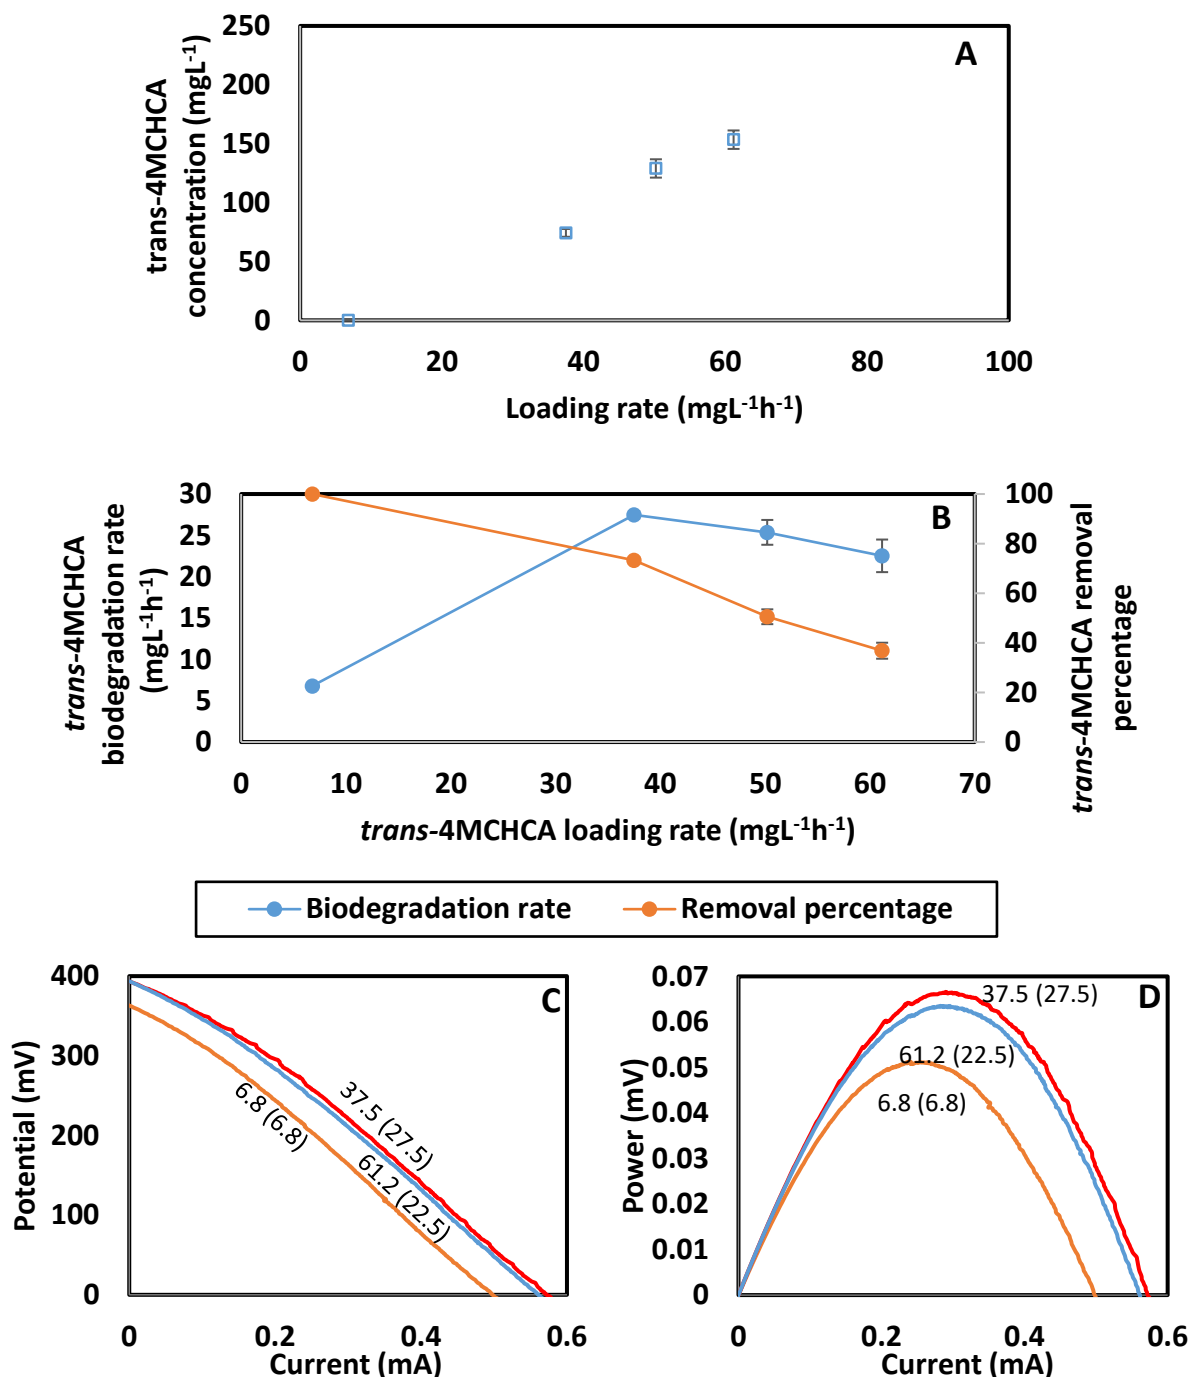 A
trans-4MCHCA
concentration (mgL⁻¹)
250
200
150
100
50
0
0 20 40 60 80 100
Loading rate (mgL⁻¹h⁻¹)
B
trans-4MCHCA
biodegradation rate
(mgL⁻¹h⁻¹)
30
25
20
15
10
5
0
100
80
60
40
20
0
trans-4MCHCA removal
percentage
0 10 20 30 40 50 60 70
trans-4MCHCA loading rate (mgL⁻¹h⁻¹)
Biodegradation rate Removal percentage
C
Potential (mV)
400
300
200
100
0
37.5 (27.5)
6.8 (6.8)
61.2 (22.5)
0 0.2 0.4 0.6
Current (mA)
D
Power (mV)
0.07
0.06
0.05
0.04
0.03
0.02
0.01
0
37.5 (27.5)
61.2 (22.5)
6.8 (6.8)
0 0.2 0.4 0.6
Current (mA)